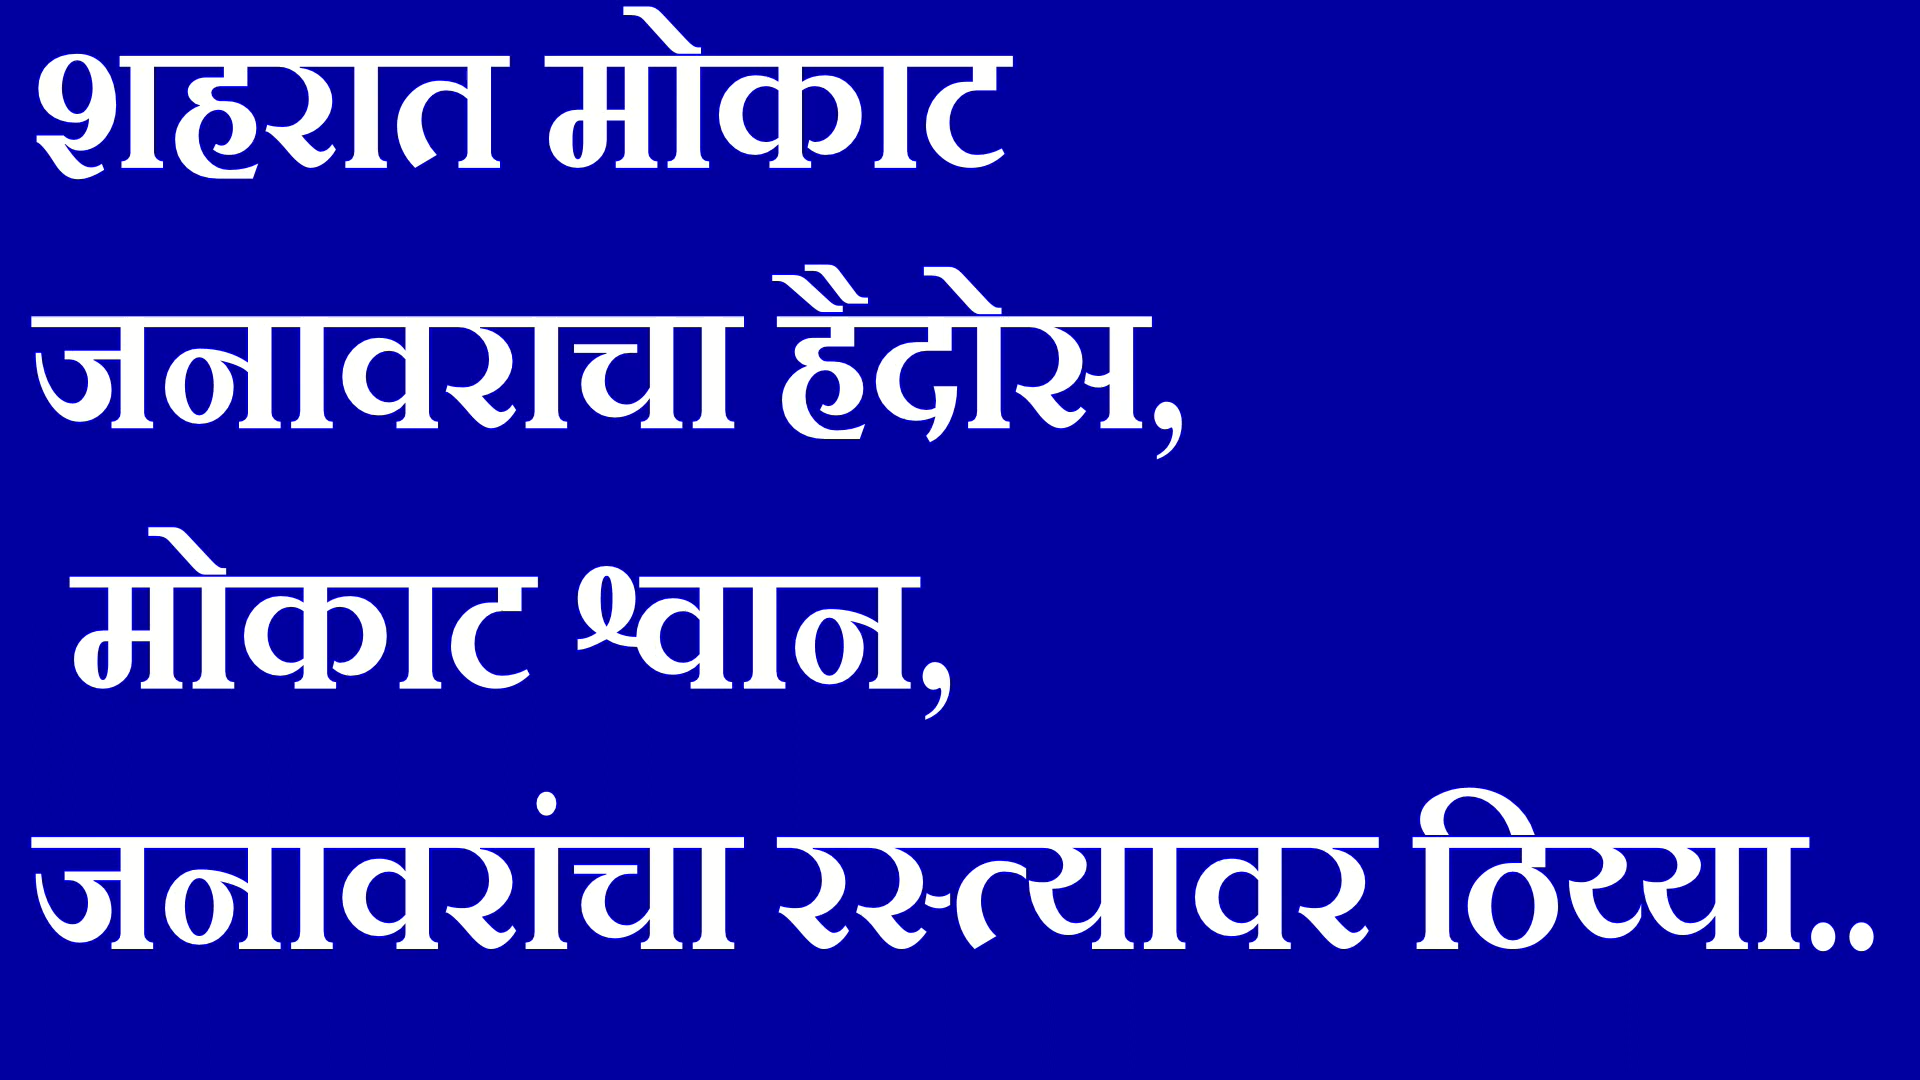 शहरात मोकाट
जनावराचा हैदोस,
मोकाट श्वान,
जनावरांचा रस्त्यावर ठिय्या..